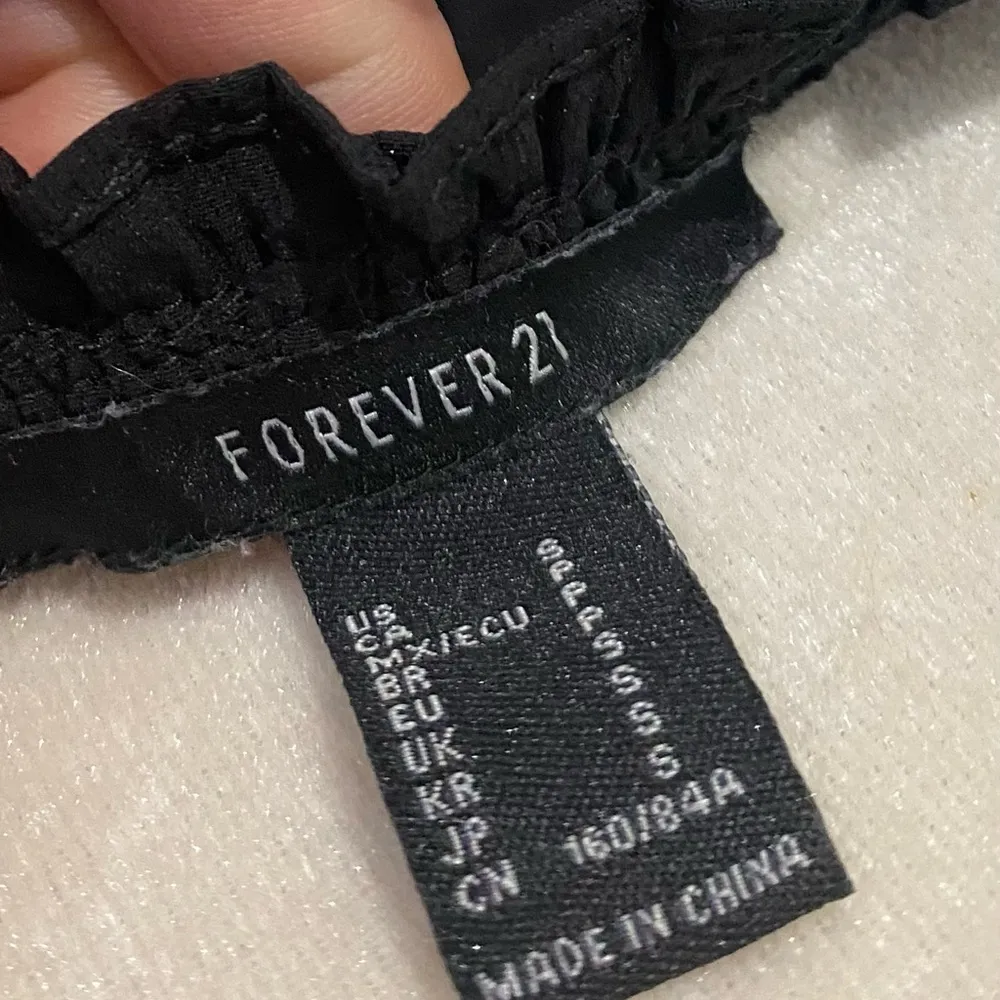 FOREVER 21
US S
CA P
MX/ECU P
BR P
EU S
UK S
KR S
JP S
CN 160/84A
MADE IN CHINA